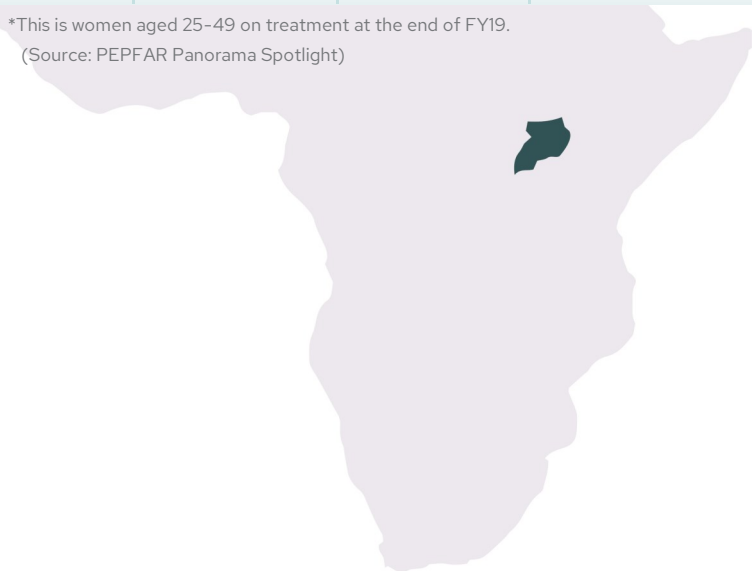 *This is women aged 25-49 on treatment at the end of FY19.
(Source: PEPFAR Panorama Spotlight)